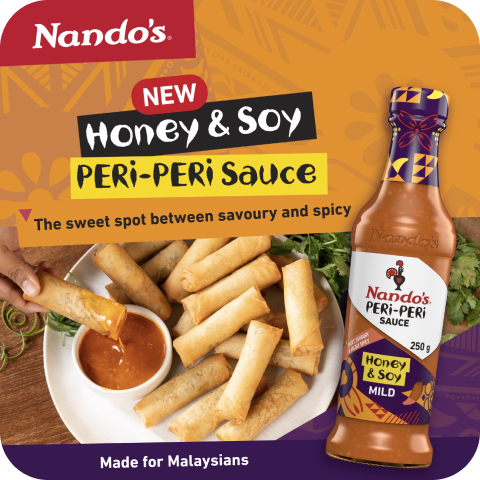 Nando's
NEW
Honey & Soy
PERi-PERi Sauce
The sweet spot between savoury and spicy
Nando's
Nando's
PERi-PERi
SAUCE
250 g
Honey
& Soy
MILD
Made for Malaysians